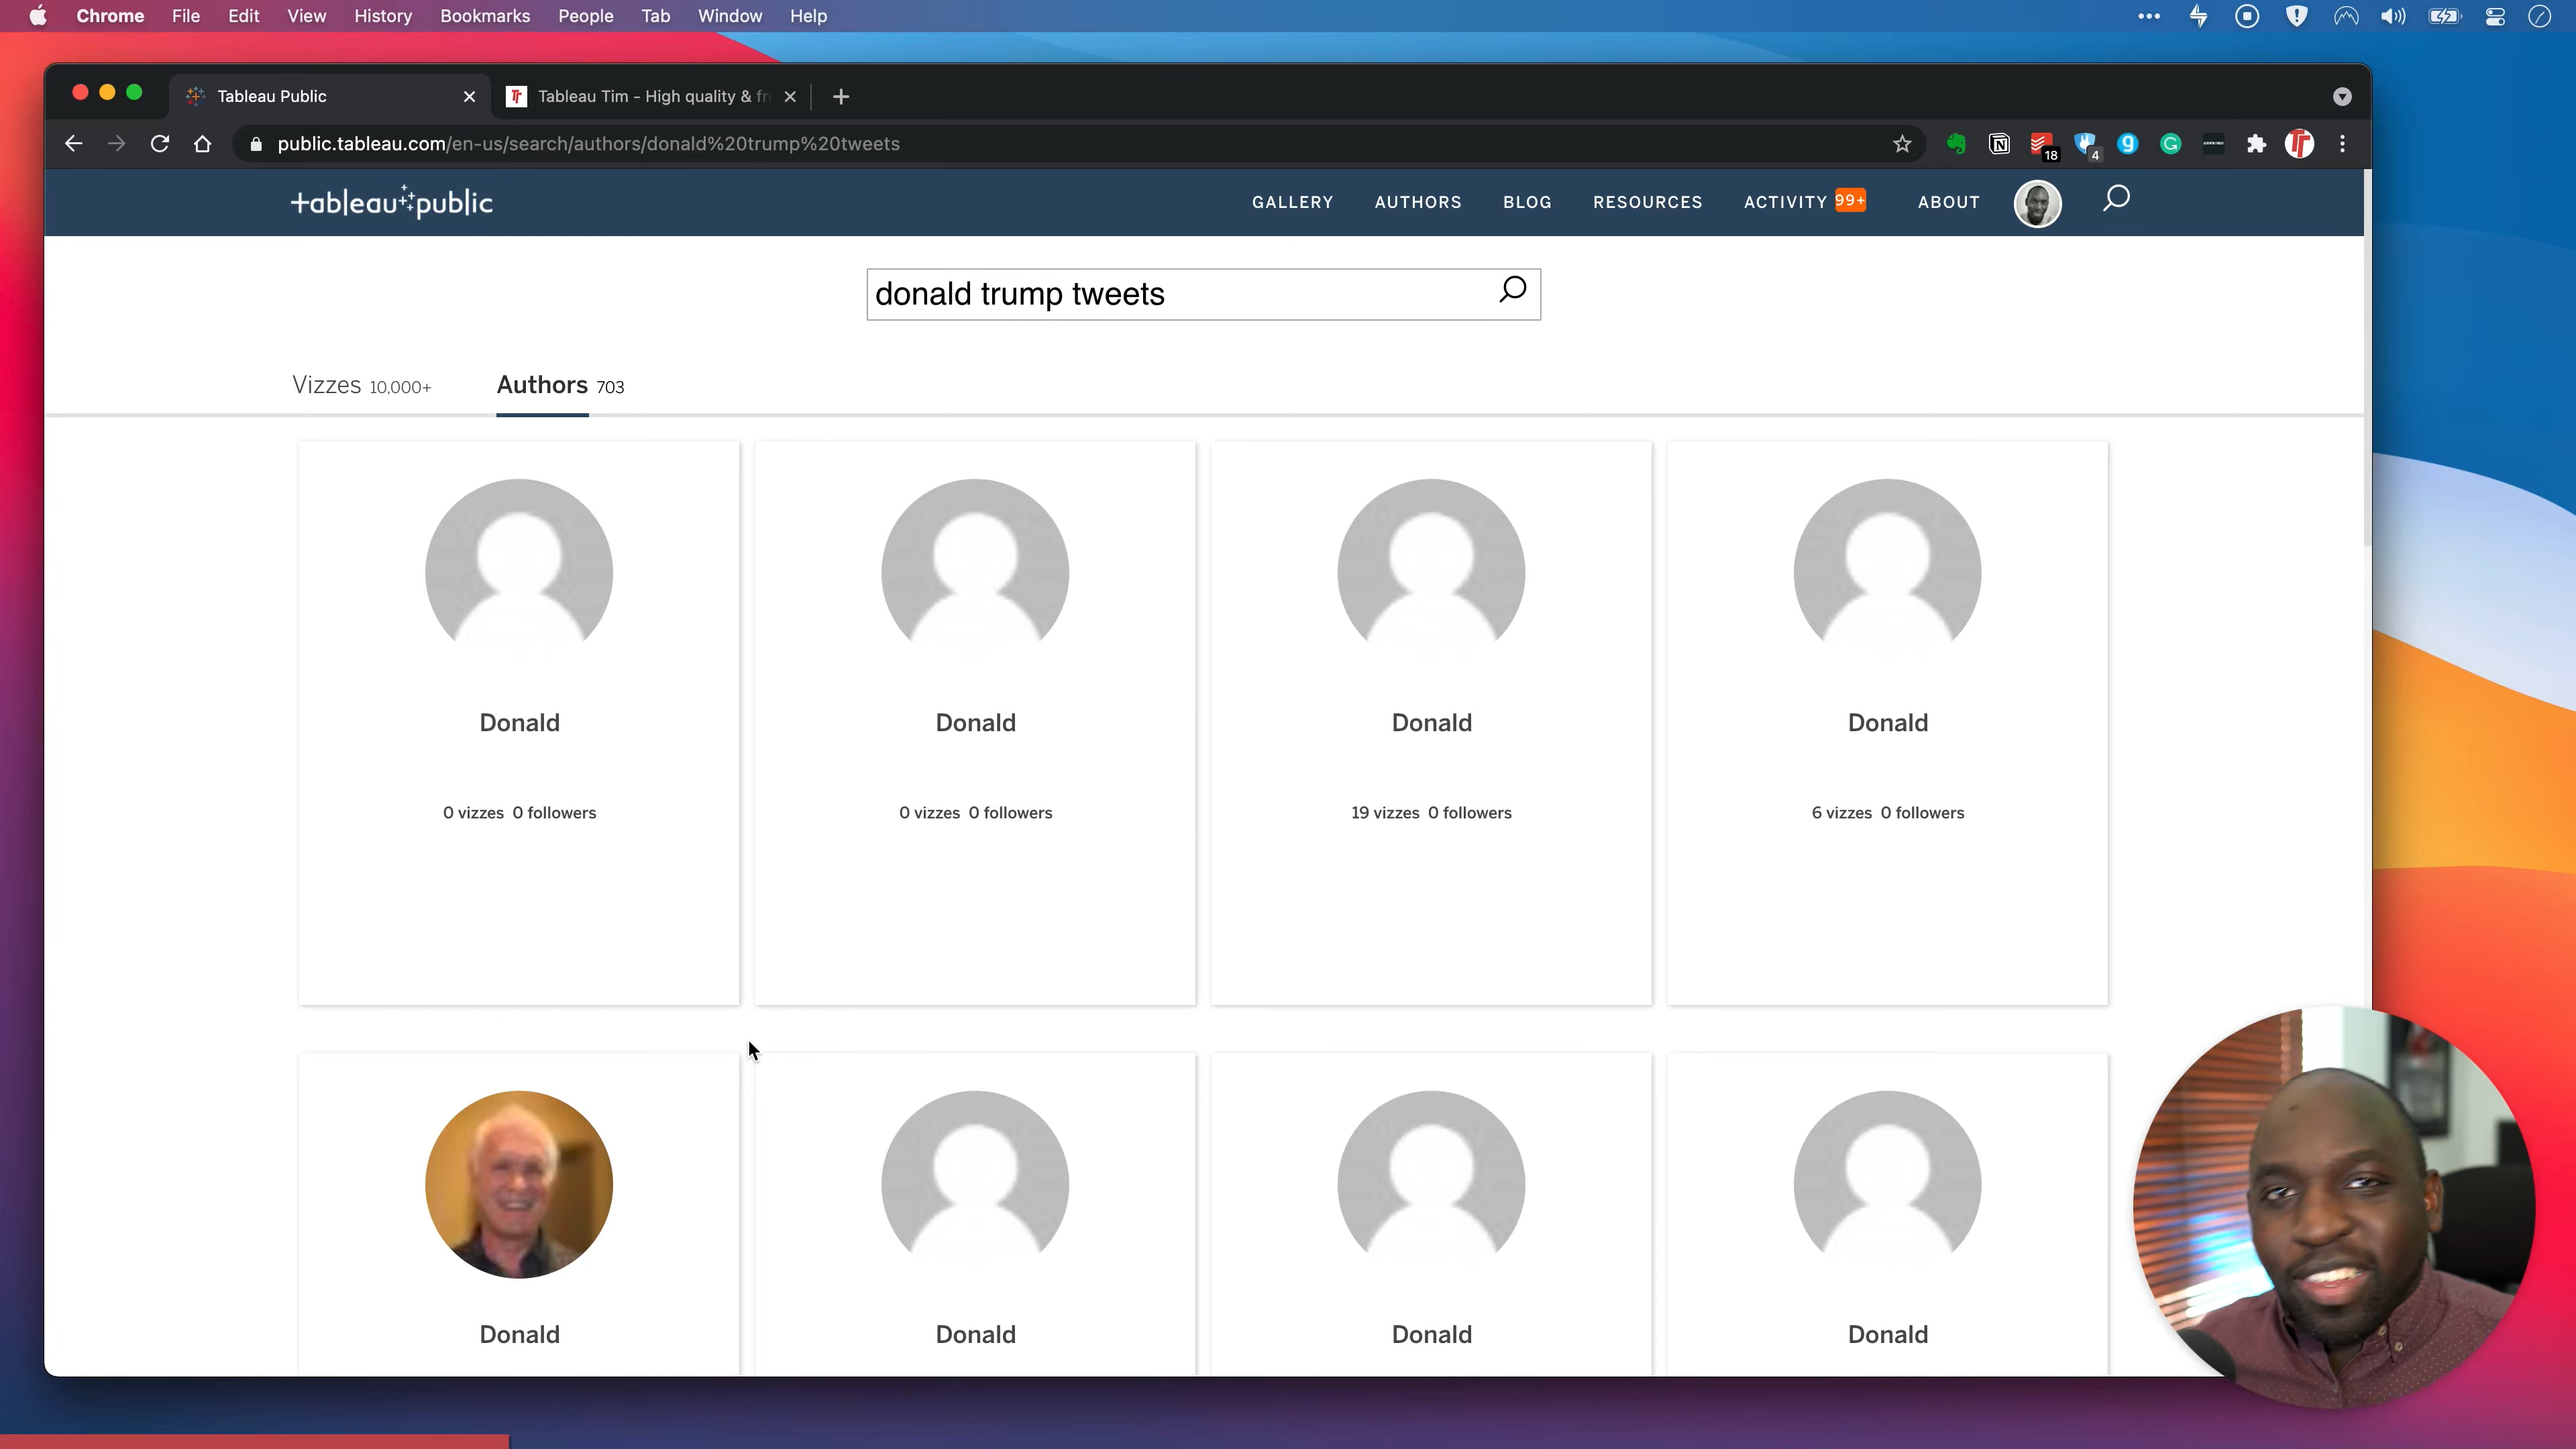 Chrome File Edit View History Bookmarks People Tab Window Help
Tableau Public
Tableau Tim - High quality & fr
public.tableau.com/en-us/search/authors/donald%20trump%20tweets
18
4
tableau public
GALLERY AUTHORS BLOG RESOURCES ACTIVITY 99+ ABOUT
donald trump tweets
Vizzes 10,000+ Authors 703
Donald Donald Donald Donald
0 vizzes 0 followers 0 vizzes 0 followers 19 vizzes 0 followers 6 vizzes 0 followers
Donald Donald Donald Donald